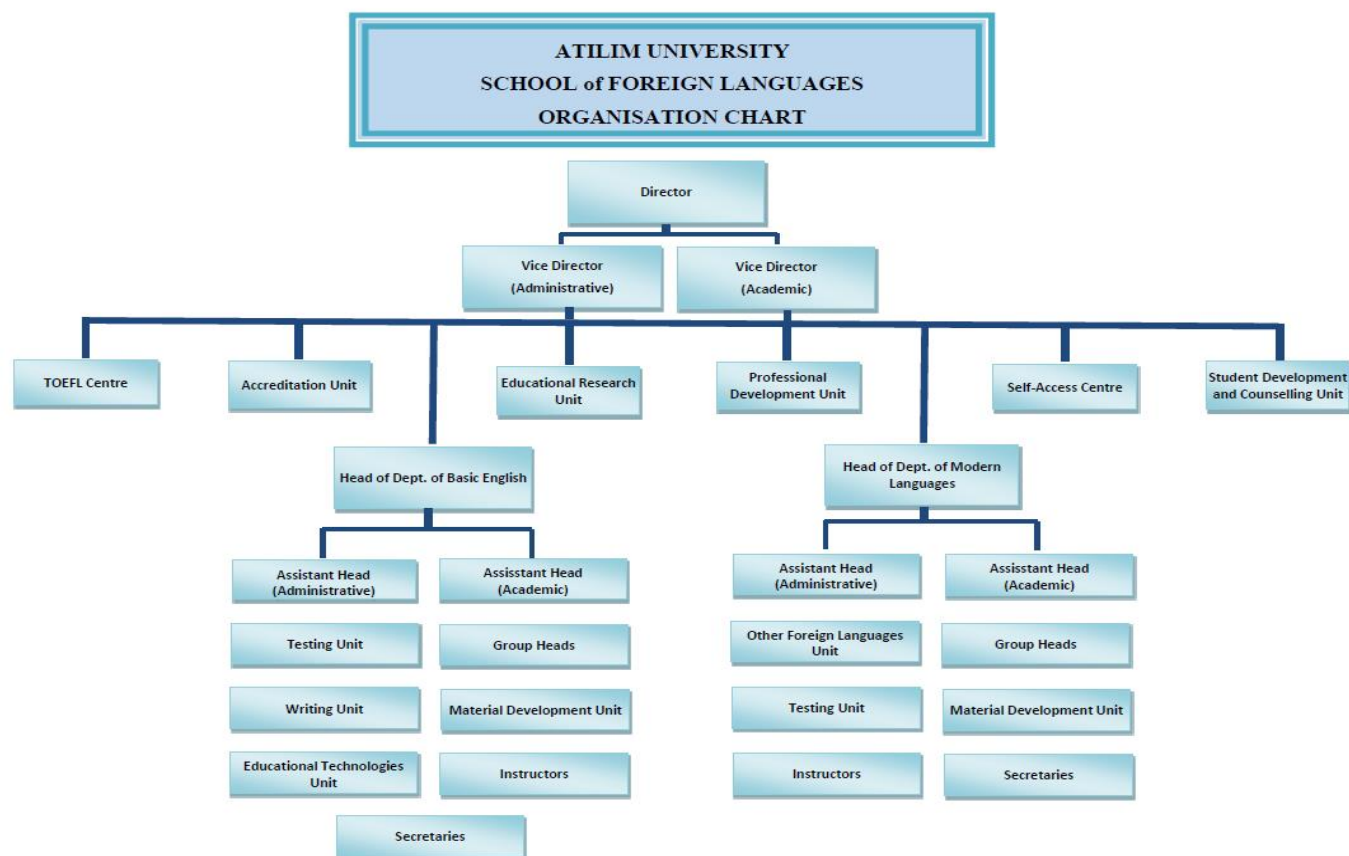 ATILIM UNIVERSITY
SCHOOL of FOREIGN LANGUAGES
ORGANISATION CHART
Director
Vice Director
(Administrative)
Vice Director
(Academic)
TOEFL Centre
Accreditation Unit
Educational Research
Unit
Professional
Development Unit
Self-Access Centre
Student Development
and Counselling Unit
Head of Dept. of Basic English
Head of Dept. of Modern
Languages
Assistant Head
(Administrative)
Assisstant Head
(Academic)
Assistant Head
(Administrative)
Assisstant Head
(Academic)
Testing Unit
Group Heads
Other Foreign Languages
Unit
Group Heads
Writing Unit
Material Development Unit
Testing Unit
Material Development Unit
Educational Technologies
Unit
Instructors
Instructors
Secretaries
Secretaries